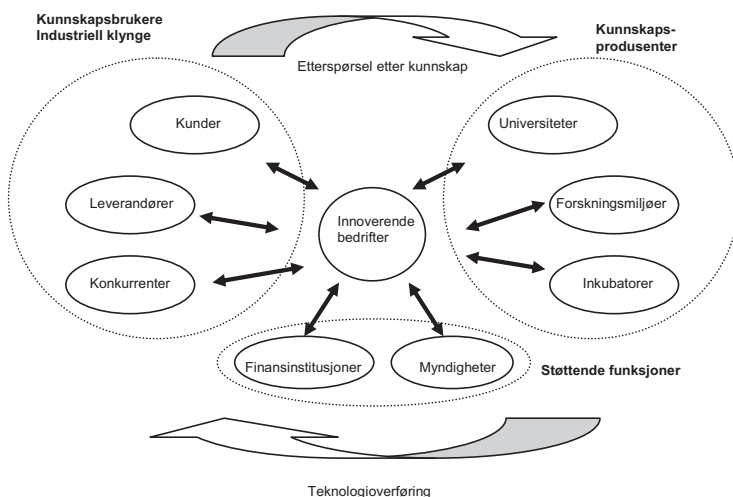 Kunnskapsbrukere
Industriell klynge
Kunnskaps-
produsenter
Etterspørsel etter kunnskap
Kunder
Universiteter
Leverandører
Innoverende
bedrifter
Forskningsmiljøer
Konkurrenter
Inkubatorer
Finansinstitusjoner
Myndigheter
Støttende funksjoner
Teknologioverføring